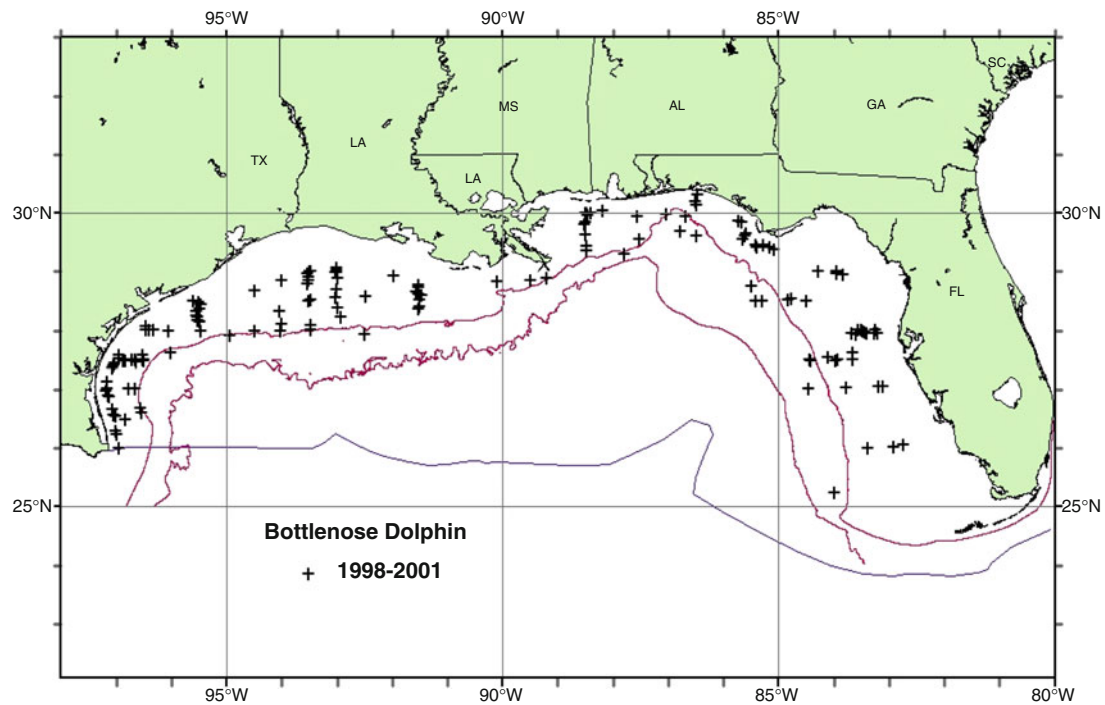 95°W 90°W 85°W
SC
MS AL GA
LA
TX
LA
30°N 30°N
FL
25°N 25°N
Bottlenose Dolphin
+ 1998-2001
95°W 90°W 85°W 80°W